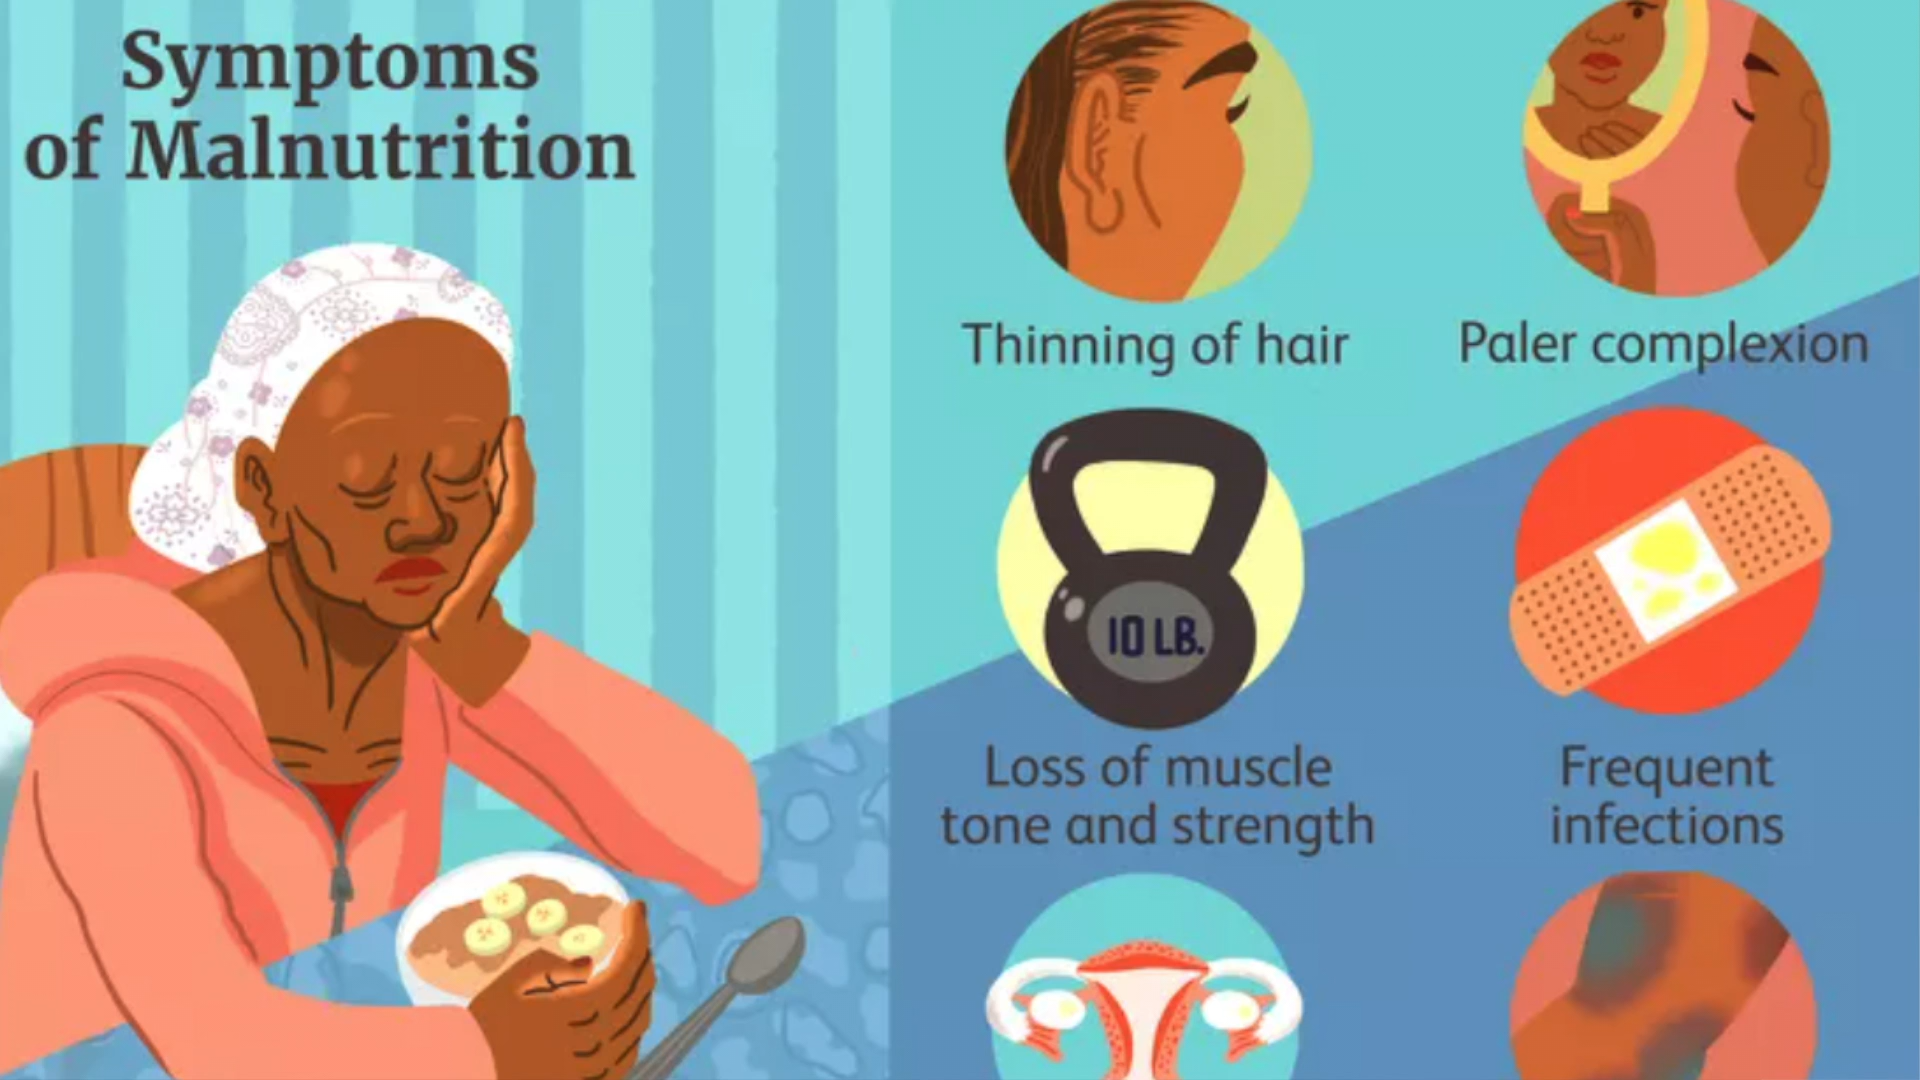 Symptoms
of Malnutrition
Thinning of hair
Paler complexion
10 LB.
Loss of muscle
tone and strength
Frequent
infections